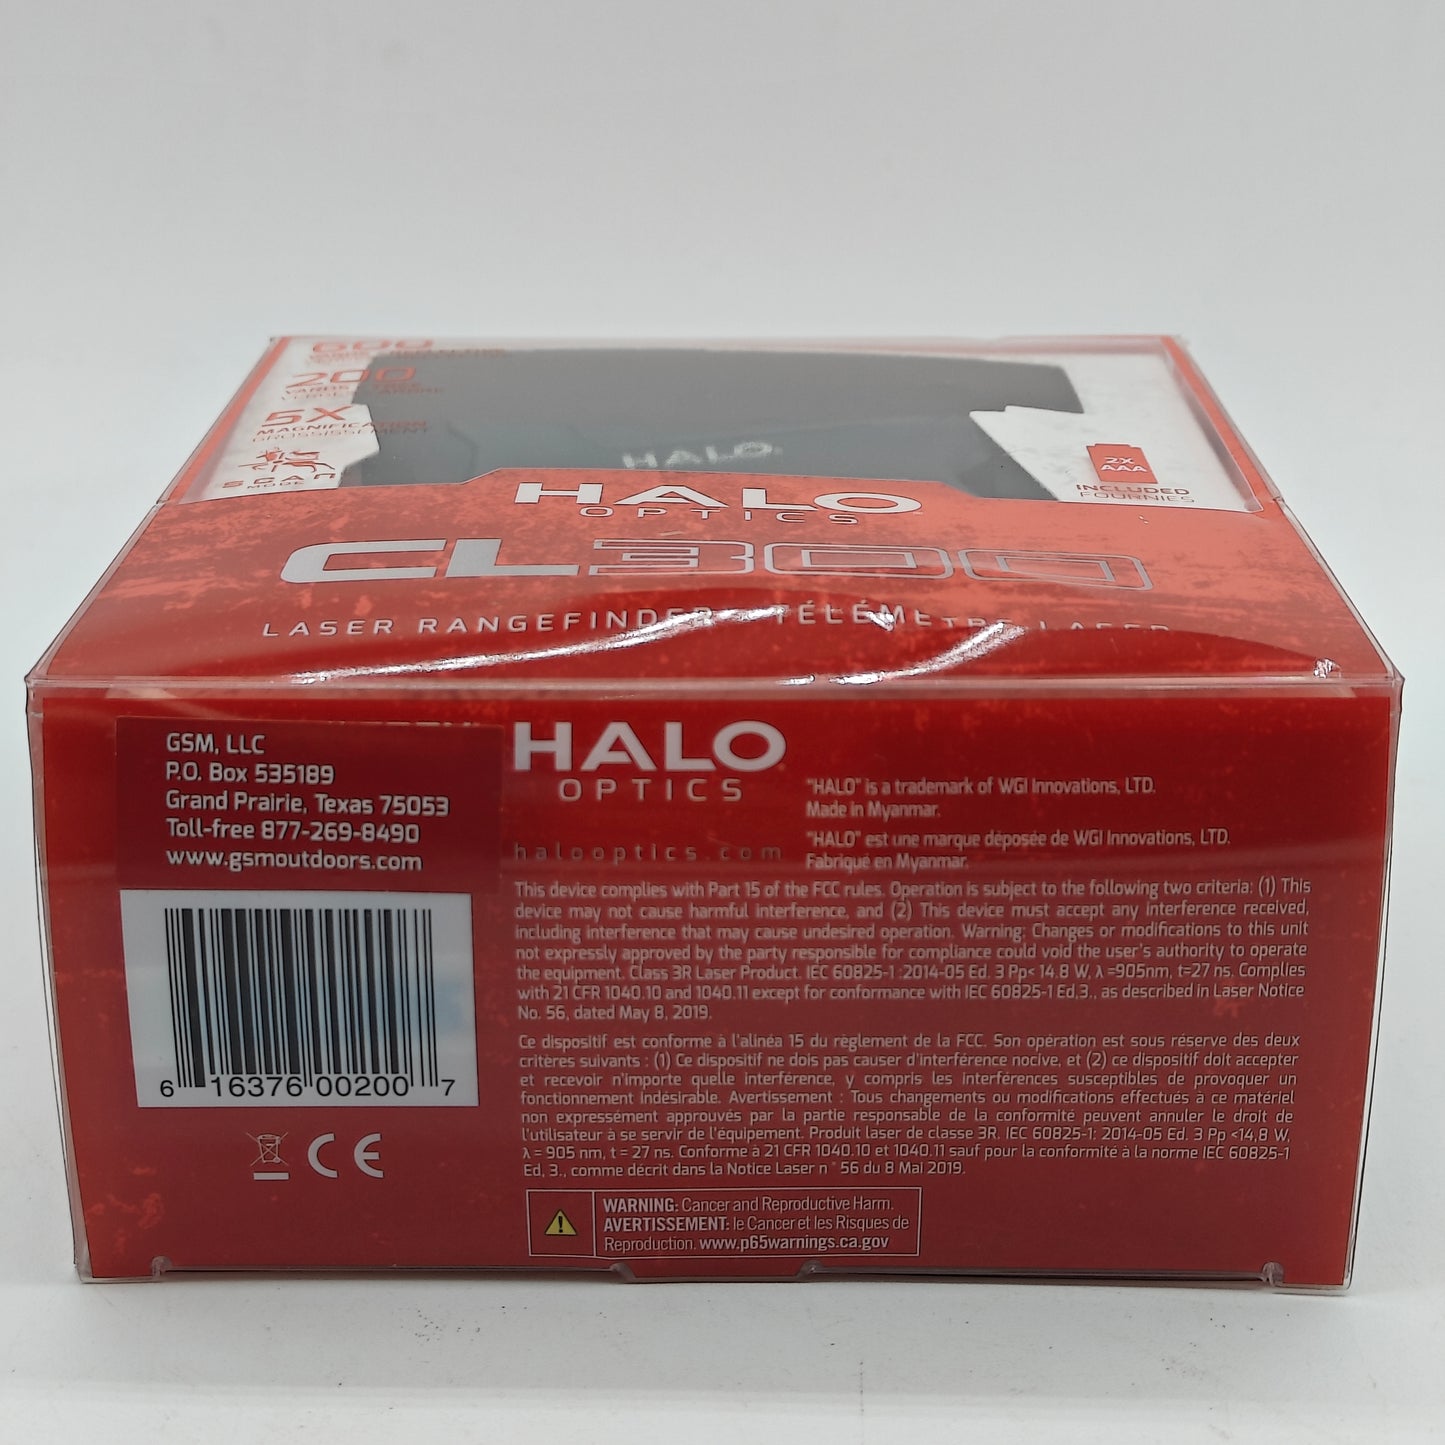 600
200
5X
MAGNIFICATION
GROSSISSEMENT
SCAN
MODE
HALO
2X
AAA
INCLUDED
FOURNIES
HALO
OPTICS
CL300
LASER RANGEFINDER • TÉLÉMÈTRE LASER
GSM, LLC
P.O. Box 535189
Grand Prairie, Texas 75053
Toll-free 877-269-8490
www.gsmoutdoors.com
6 16376 00200 7
CE
HALO
OPTICS
halooptics.com
"HALO" is a trademark of WGI Innovations, LTD.
Made in Myanmar.
"HALO" est une marque déposée de WGI Innovations, LTD.
Fabriqué en Myanmar.
This device complies with Part 15 of the FCC rules. Operation is subject to the following two criteria: (1) This
device may not cause harmful interference, and (2) This device must accept any interference received,
including interference that may cause undesired operation. Warning: Changes or modifications to this unit
not expressly approved by the party responsible for compliance could void the user's authority to operate
the equipment. Class 3R Laser Product. IEC 60825-1 :2014-05 Ed. 3 Pp< 14.8 W, λ =905nm, t=27 ns. Complies
with 21 CFR 1040.10 and 1040.11 except for conformance with IEC 60825-1 Ed,3., as described in Laser Notice
No. 56, dated May 8, 2019.
Ce dispositif est conforme à l'alinéa 15 du règlement de la FCC. Son opération est sous réserve des deux
critères suivants : (1) Ce dispositif ne dois pas causer d'interférence nocive, et (2) ce dispositif doit accepter
et recevoir n'importe quelle interférence, y compris les interférences susceptibles de provoquer un
fonctionnement indésirable. Avertissement : Tous changements ou modifications effectués à ce matériel
non expressément approuvés par la partie responsable de la conformité peuvent annuler le droit de
l'utilisateur à se servir de l'équipement. Produit laser de classe 3R. IEC 60825-1: 2014-05 Ed. 3 Pp <14,8 W,
λ = 905 nm, t = 27 ns. Conforme à 21 CFR 1040.10 et 1040.11 sauf pour la conformité à la norme IEC 60825-1
Ed, 3., comme décrit dans la Notice Laser n ° 56 du 8 Mai 2019.
WARNING: Cancer and Reproductive Harm.
AVERTISSEMENT: le Cancer et les Risques de
Reproduction. www.p65warnings.ca.gov